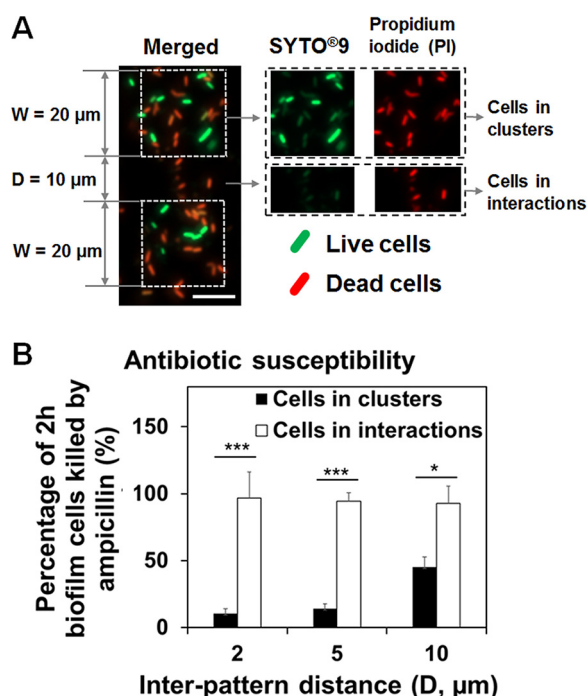 A
Merged
SYTO®9
Propidium
iodide (PI)
W = 20 µm
D = 10 µm
W = 20 µm
Cells in
clusters
Cells in
interactions
Live cells
Dead cells
B
Antibiotic susceptibility
Percentage of 2h
biofilm cells killed by
ampicillin (%)
150
100
50
0
Cells in clusters
Cells in interactions
***
***
*
2
5
10
Inter-pattern distance (D, µm)